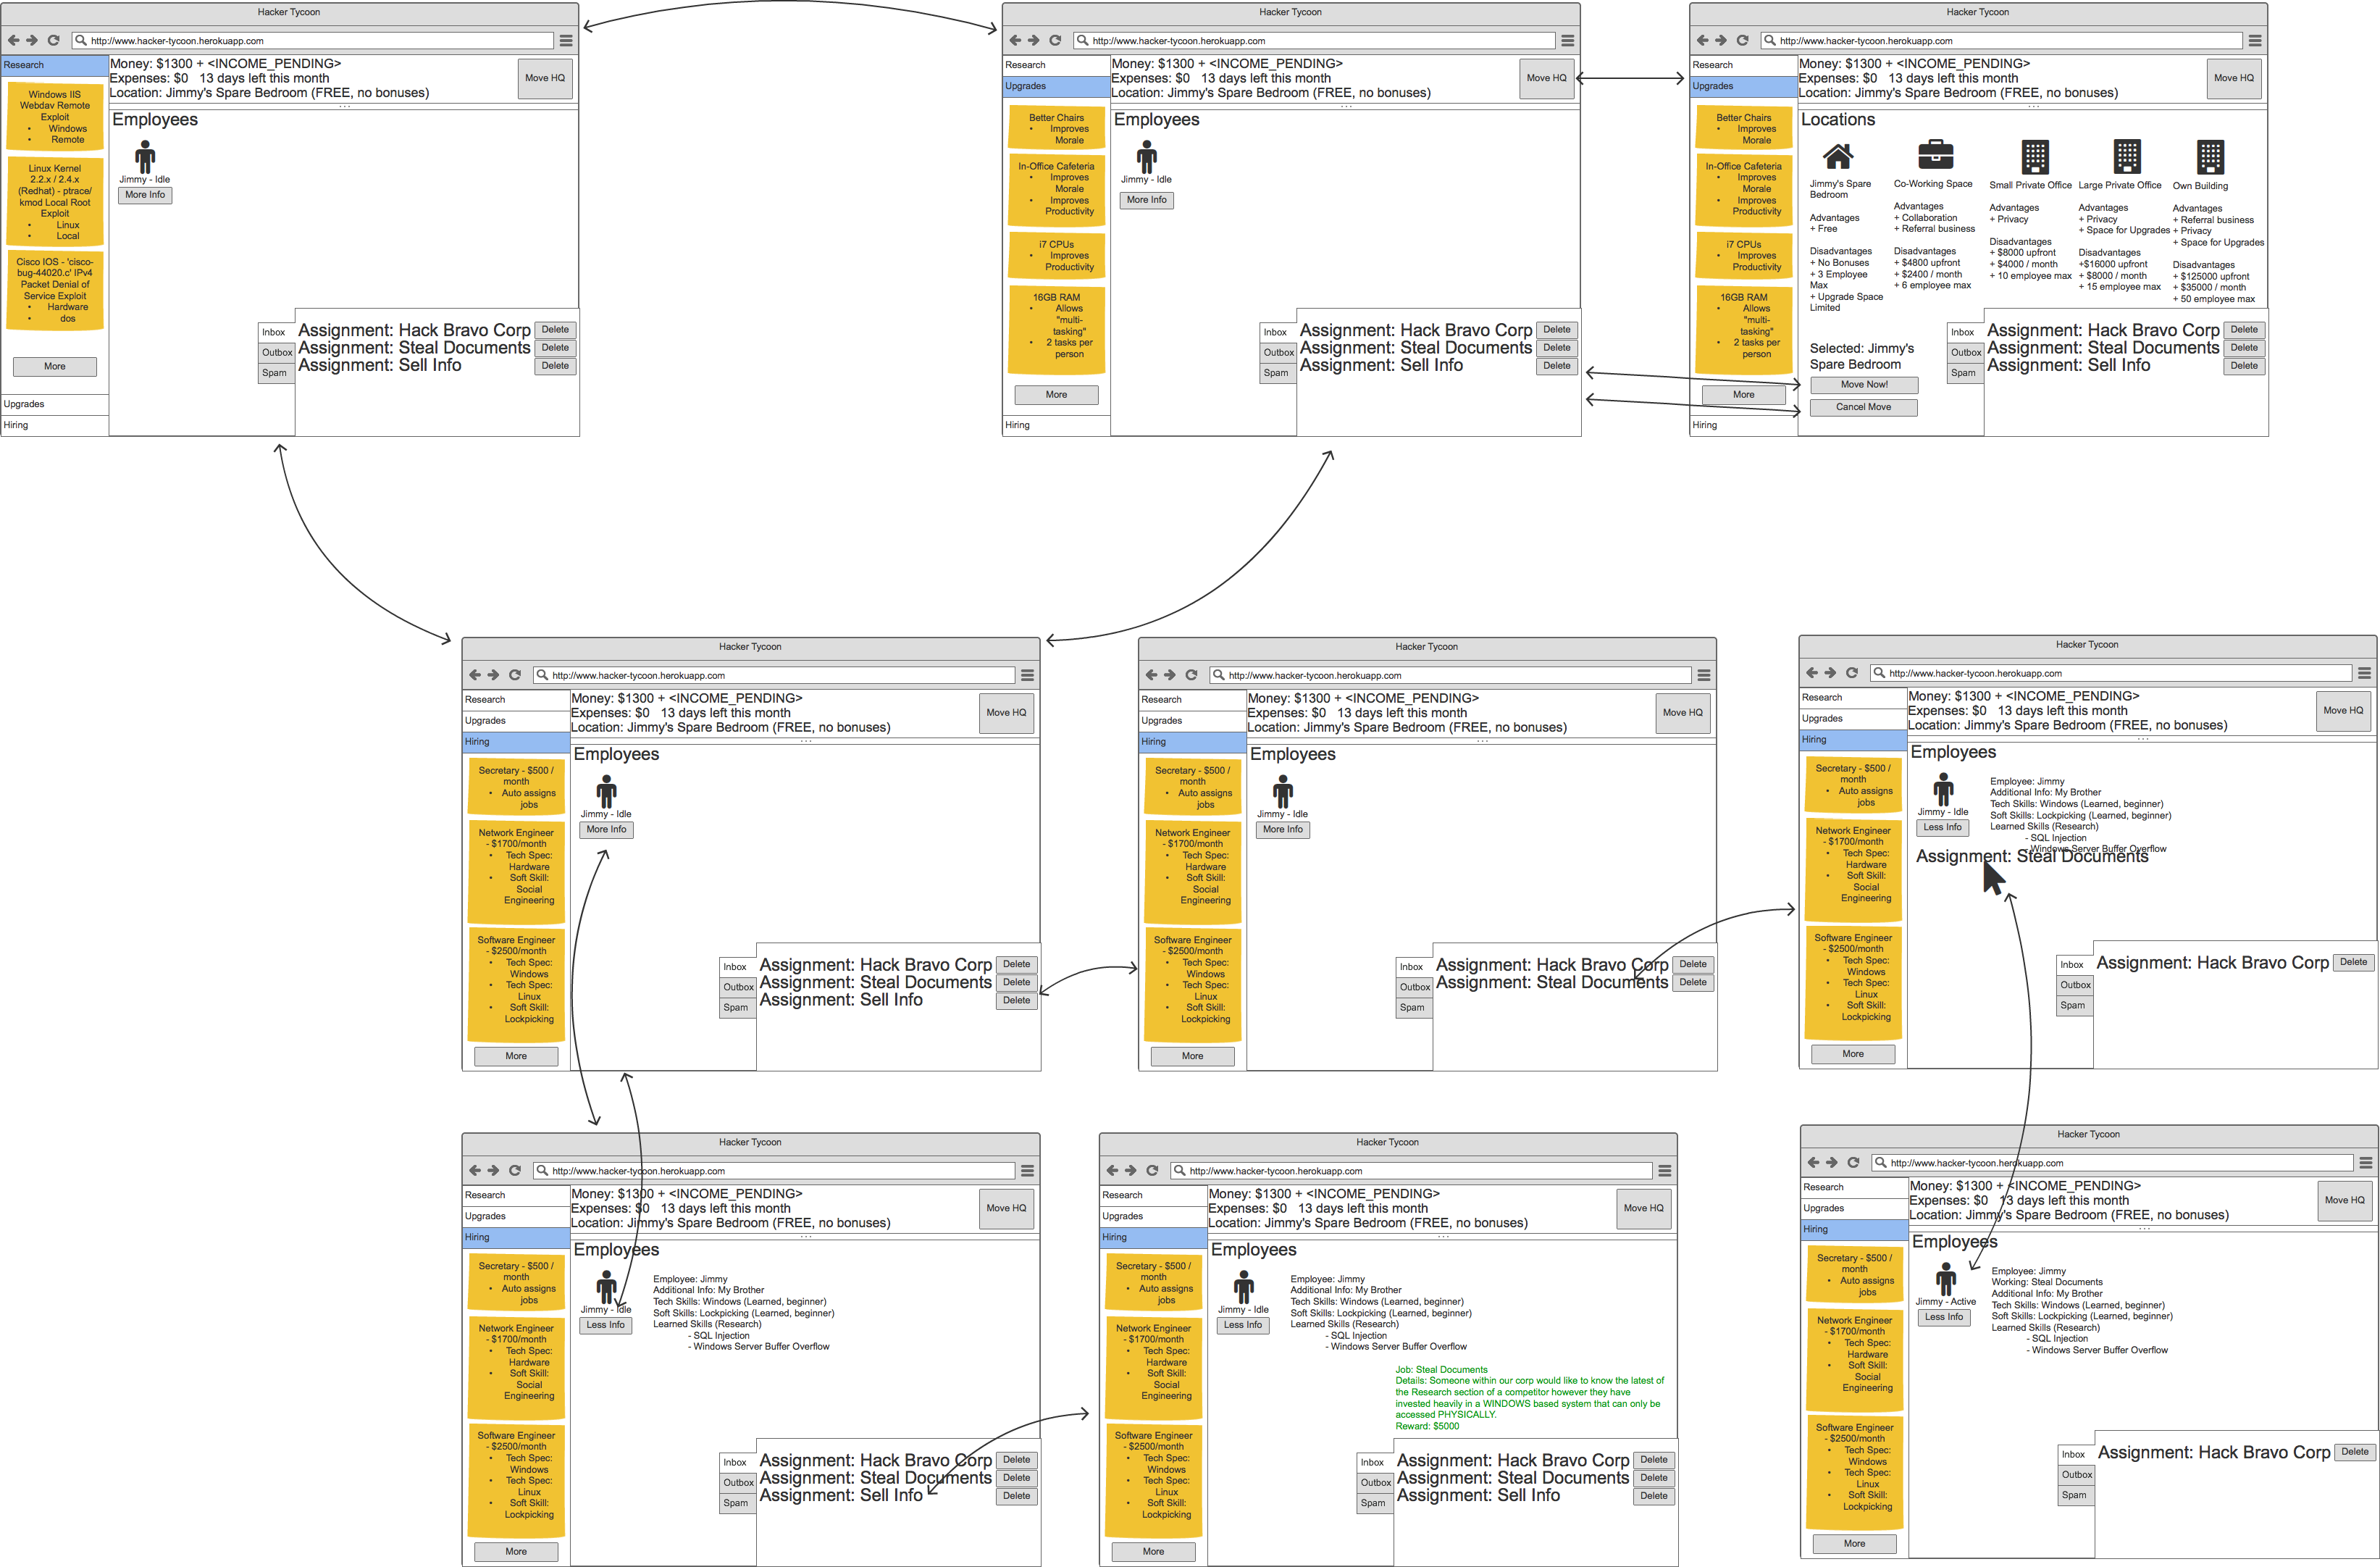 Hacker Tycoon
http://www.hacker-tycoon.herokuapp.com
Research
Money: $1300 + <INCOME_PENDING>
Expenses: $0 13 days left this month
Location: Jimmy's Spare Bedroom (FREE, no bonuses)
Move HQ
Windows IIS
Webdav Remote
Exploit
• Windows
• Remote
Linux Kernel
2.2.x / 2.4.x
(Redhat) - ptrace/
kmod Local Root
Exploit
• Linux
• Local
Cisco IOS - 'cisco-
bug-44020.c' IPv4
Packet Denial of
Service Exploit
• Hardware
• dos
More
Upgrades
Hiring
Employees
Jimmy - Idle
More Info
Inbox
Outbox
Spam
Assignment: Hack Bravo Corp Delete
Assignment: Steal Documents Delete
Assignment: Sell Info Delete
Hacker Tycoon
http://www.hacker-tycoon.herokuapp.com
Research
Upgrades
Money: $1300 + <INCOME_PENDING>
Expenses: $0 13 days left this month
Location: Jimmy's Spare Bedroom (FREE, no bonuses)
Move HQ
Better Chairs
• Improves
Morale
In-Office Cafeteria
• Improves
Morale
• Improves
Productivity
i7 CPUs
• Improves
Productivity
16GB RAM
• Allows
"multi-
tasking"
• 2 tasks per
person
More
Hiring
Employees
Jimmy - Idle
More Info
Inbox
Outbox
Spam
Assignment: Hack Bravo Corp Delete
Assignment: Steal Documents Delete
Assignment: Sell Info Delete
Hacker Tycoon
http://www.hacker-tycoon.herokuapp.com
Research
Upgrades
Money: $1300 + <INCOME_PENDING>
Expenses: $0 13 days left this month
Location: Jimmy's Spare Bedroom (FREE, no bonuses)
Move HQ
Better Chairs
• Improves
Morale
In-Office Cafeteria
• Improves
Morale
• Improves
Productivity
i7 CPUs
• Improves
Productivity
16GB RAM
• Allows
"multi-
tasking"
• 2 tasks per
person
More
Hiring
Locations
Jimmy's Spare
Bedroom
Advantages
+ Free
Disadvantages
+ No Bonuses
+ 3 Employee
Max
+ Upgrade Space
Limited
Co-Working Space
Advantages
+ Collaboration
+ Referral business
Disadvantages
+ $4800 upfront
+ $2400 / month
+ 6 employee max
Small Private Office
Advantages
+ Privacy
Disadvantages
+ $8000 upfront
+ $4000 / month
+ 10 employee max
Large Private Office
Advantages
+ Privacy
+ Space for Upgrades
Disadvantages
+$16000 upfront
+ $8000 / month
+ 15 employee max
Own Building
Advantages
+ Referral business
+ Privacy
+ Space for Upgrades
Disadvantages
+ $125000 upfront
+ $35000 / month
+ 50 employee max
Selected: Jimmy's
Spare Bedroom
Move Now!
Cancel Move
Inbox
Outbox
Spam
Assignment: Hack Bravo Corp Delete
Assignment: Steal Documents Delete
Assignment: Sell Info Delete
Hacker Tycoon
http://www.hacker-tycoon.herokuapp.com
Research
Upgrades
Hiring
Money: $1300 + <INCOME_PENDING>
Expenses: $0 13 days left this month
Location: Jimmy's Spare Bedroom (FREE, no bonuses)
Move HQ
Secretary - $500 /
month
• Auto assigns
jobs
Network Engineer
- $1700/month
• Tech Spec:
Hardware
• Soft Skill:
Social
Engineering
Software Engineer
- $2500/month
• Tech Spec:
Windows
• Tech Spec:
Linux
• Soft Skill:
Lockpicking
More
Employees
Jimmy - Idle
More Info
Inbox
Outbox
Spam
Assignment: Hack Bravo Corp Delete
Assignment: Steal Documents Delete
Assignment: Sell Info Delete
Hacker Tycoon
http://www.hacker-tycoon.herokuapp.com
Research
Upgrades
Hiring
Money: $1300 + <INCOME_PENDING>
Expenses: $0 13 days left this month
Location: Jimmy's Spare Bedroom (FREE, no bonuses)
Move HQ
Secretary - $500 /
month
• Auto assigns
jobs
Network Engineer
- $1700/month
• Tech Spec:
Hardware
• Soft Skill:
Social
Engineering
Software Engineer
- $2500/month
• Tech Spec:
Windows
• Tech Spec:
Linux
• Soft Skill:
Lockpicking
More
Employees
Jimmy - Idle
More Info
Inbox
Outbox
Spam
Assignment: Hack Bravo Corp Delete
Assignment: Steal Documents Delete
Hacker Tycoon
http://www.hacker-tycoon.herokuapp.com
Research
Upgrades
Hiring
Money: $1300 + <INCOME_PENDING>
Expenses: $0 13 days left this month
Location: Jimmy's Spare Bedroom (FREE, no bonuses)
Move HQ
Secretary - $500 /
month
• Auto assigns
jobs
Network Engineer
- $1700/month
• Tech Spec:
Hardware
• Soft Skill:
Social
Engineering
Software Engineer
- $2500/month
• Tech Spec:
Windows
• Tech Spec:
Linux
• Soft Skill:
Lockpicking
More
Employees
Jimmy - Idle
Less Info
Employee: Jimmy
Additional Info: My Brother
Tech Skills: Windows (Learned, beginner)
Soft Skills: Lockpicking (Learned, beginner)
Learned Skills (Research)
- SQL Injection
- Windows Server Buffer Overflow
Assignment: Steal Documents
Inbox
Outbox
Spam
Assignment: Hack Bravo Corp Delete
Hacker Tycoon
http://www.hacker-tycoon.herokuapp.com
Research
Upgrades
Hiring
Money: $1300 + <INCOME_PENDING>
Expenses: $0 13 days left this month
Location: Jimmy's Spare Bedroom (FREE, no bonuses)
Move HQ
Secretary - $500 /
month
• Auto assigns
jobs
Network Engineer
- $1700/month
• Tech Spec:
Hardware
• Soft Skill:
Social
Engineering
Software Engineer
- $2500/month
• Tech Spec:
Windows
• Tech Spec:
Linux
• Soft Skill:
Lockpicking
More
Employees
Jimmy - Idle
Less Info
Employee: Jimmy
Additional Info: My Brother
Tech Skills: Windows (Learned, beginner)
Soft Skills: Lockpicking (Learned, beginner)
Learned Skills (Research)
- SQL Injection
- Windows Server Buffer Overflow
Inbox
Outbox
Spam
Assignment: Hack Bravo Corp Delete
Assignment: Steal Documents Delete
Assignment: Sell Info Delete
Hacker Tycoon
http://www.hacker-tycoon.herokuapp.com
Research
Upgrades
Hiring
Money: $1300 + <INCOME_PENDING>
Expenses: $0 13 days left this month
Location: Jimmy's Spare Bedroom (FREE, no bonuses)
Move HQ
Secretary - $500 /
month
• Auto assigns
jobs
Network Engineer
- $1700/month
• Tech Spec:
Hardware
• Soft Skill:
Social
Engineering
Software Engineer
- $2500/month
• Tech Spec:
Windows
• Tech Spec:
Linux
• Soft Skill:
Lockpicking
More
Employees
Jimmy - Idle
Less Info
Employee: Jimmy
Additional Info: My Brother
Tech Skills: Windows (Learned, beginner)
Soft Skills: Lockpicking (Learned, beginner)
Learned Skills (Research)
- SQL Injection
- Windows Server Buffer Overflow
Job: Steal Documents
Details: Someone within our corp would like to know the latest of
the Research section of a competitor however they have
invested heavily in a WINDOWS based system that can only be
accessed PHYSICALLY.
Reward: $5000
Inbox
Outbox
Spam
Assignment: Hack Bravo Corp Delete
Assignment: Steal Documents Delete
Assignment: Sell Info Delete
Hacker Tycoon
http://www.hacker-tycoon.herokuapp.com
Research
Upgrades
Hiring
Money: $1300 + <INCOME_PENDING>
Expenses: $0 13 days left this month
Location: Jimmy's Spare Bedroom (FREE, no bonuses)
Move HQ
Secretary - $500 /
month
• Auto assigns
jobs
Network Engineer
- $1700/month
• Tech Spec:
Hardware
• Soft Skill:
Social
Engineering
Software Engineer
- $2500/month
• Tech Spec:
Windows
• Tech Spec:
Linux
• Soft Skill:
Lockpicking
More
Employees
Jimmy - Active
Less Info
Employee: Jimmy
Working: Steal Documents
Additional Info: My Brother
Tech Skills: Windows (Learned, beginner)
Soft Skills: Lockpicking (Learned, beginner)
Learned Skills (Research)
- SQL Injection
- Windows Server Buffer Overflow
Inbox
Outbox
Spam
Assignment: Hack Bravo Corp Delete